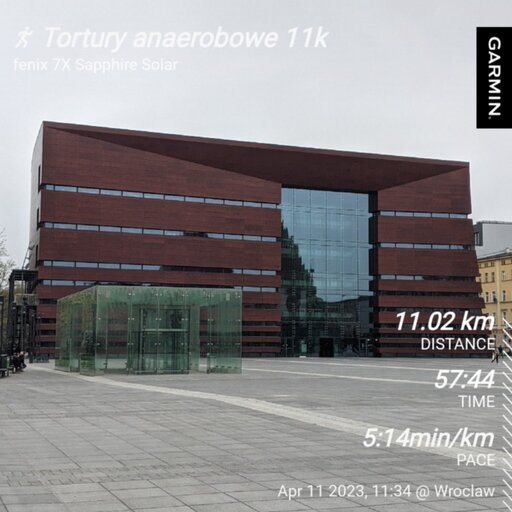 Tortury anaerobowe 11k
fenix 7X Sapphire Solar
GARMIN.
11.02 km
DISTANCE
57:44
TIME
5:14min/km
PACE
Apr 11 2023, 11:34 @ Wroclaw